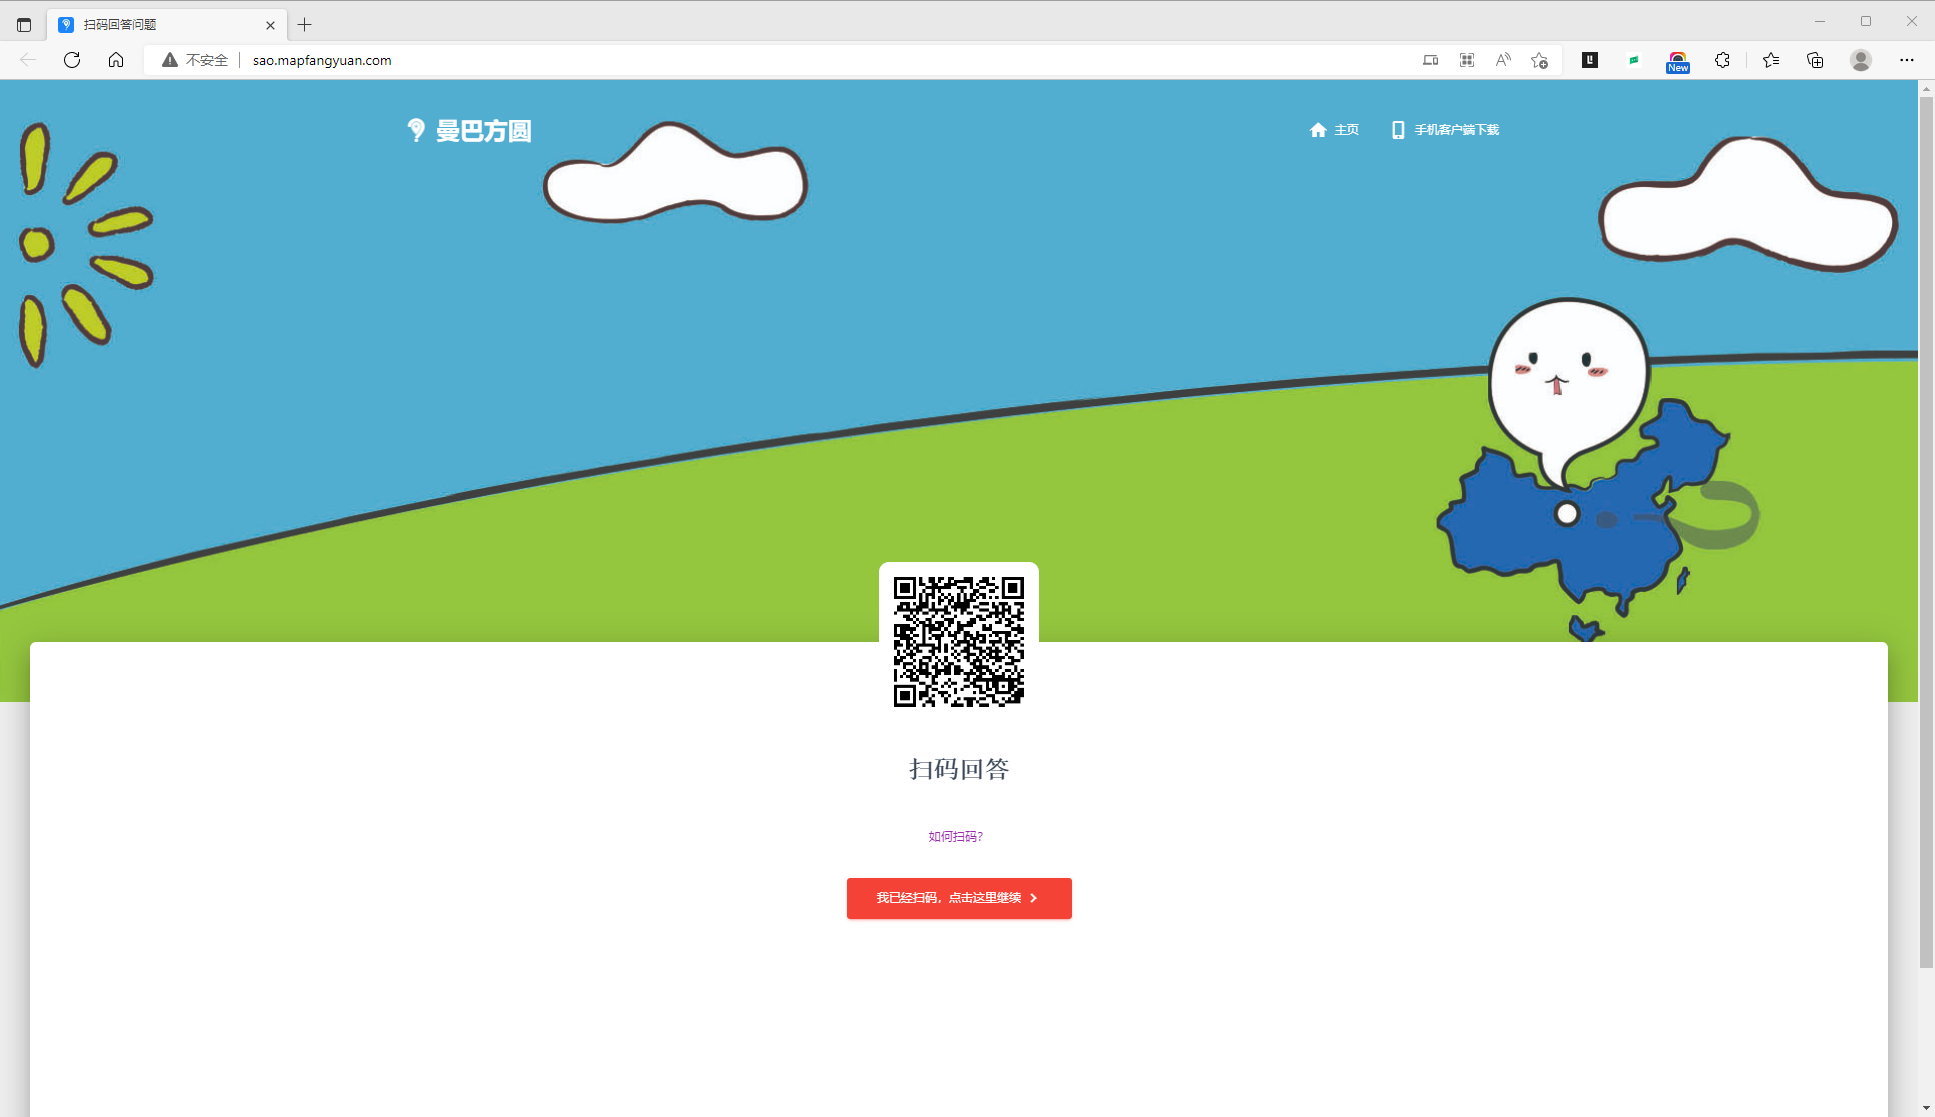 扫码回答问题
不安全
sao.mapfangyuan.com
New
曼巴方圆
主页
手机客户端下载
扫码回答
如何扫码?
我已经扫码，点击这里继续